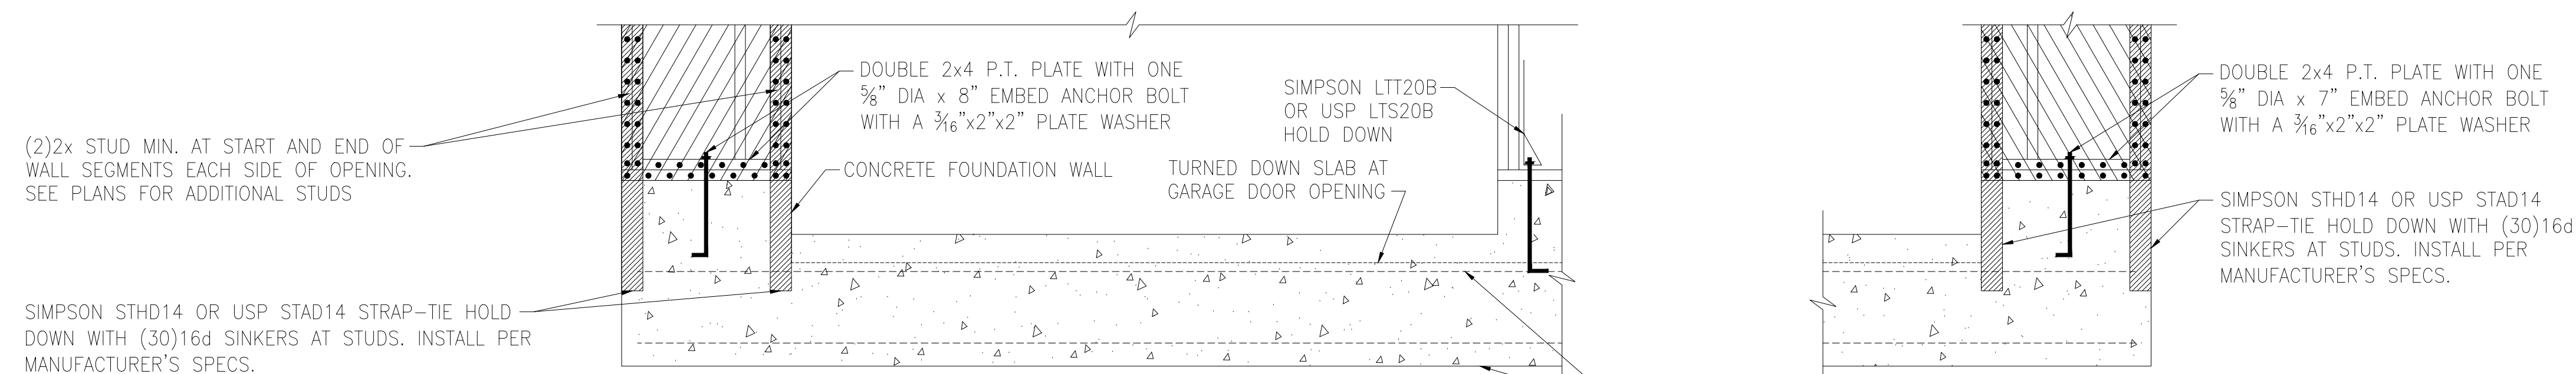 (2)2x STUD MIN. AT START AND END OF
WALL SEGMENTS EACH SIDE OF OPENING.
SEE PLANS FOR ADDITIONAL STUDS
SIMPSON STHD14 OR USP STAD14 STRAP-TIE HOLD
DOWN WITH (30)16d SINKERS AT STUDS. INSTALL PER
MANUFACTURER'S SPECS.
DOUBLE 2x4 P.T. PLATE WITH ONE
5/8" DIA x 8" EMBED ANCHOR BOLT
WITH A 3/16"x2"x2" PLATE WASHER
CONCRETE FOUNDATION WALL
SIMPSON LTT20B
OR USP LTS20B
HOLD DOWN
TURNED DOWN SLAB AT
GARAGE DOOR OPENING
DOUBLE 2x4 P.T. PLATE WITH ONE
5/8" DIA x 7" EMBED ANCHOR BOLT
WITH A 3/16"x2"x2" PLATE WASHER
SIMPSON STHD14 OR USP STAD14
STRAP-TIE HOLD DOWN WITH (30)16d
SINKERS AT STUDS. INSTALL PER
MANUFACTURER'S SPECS.